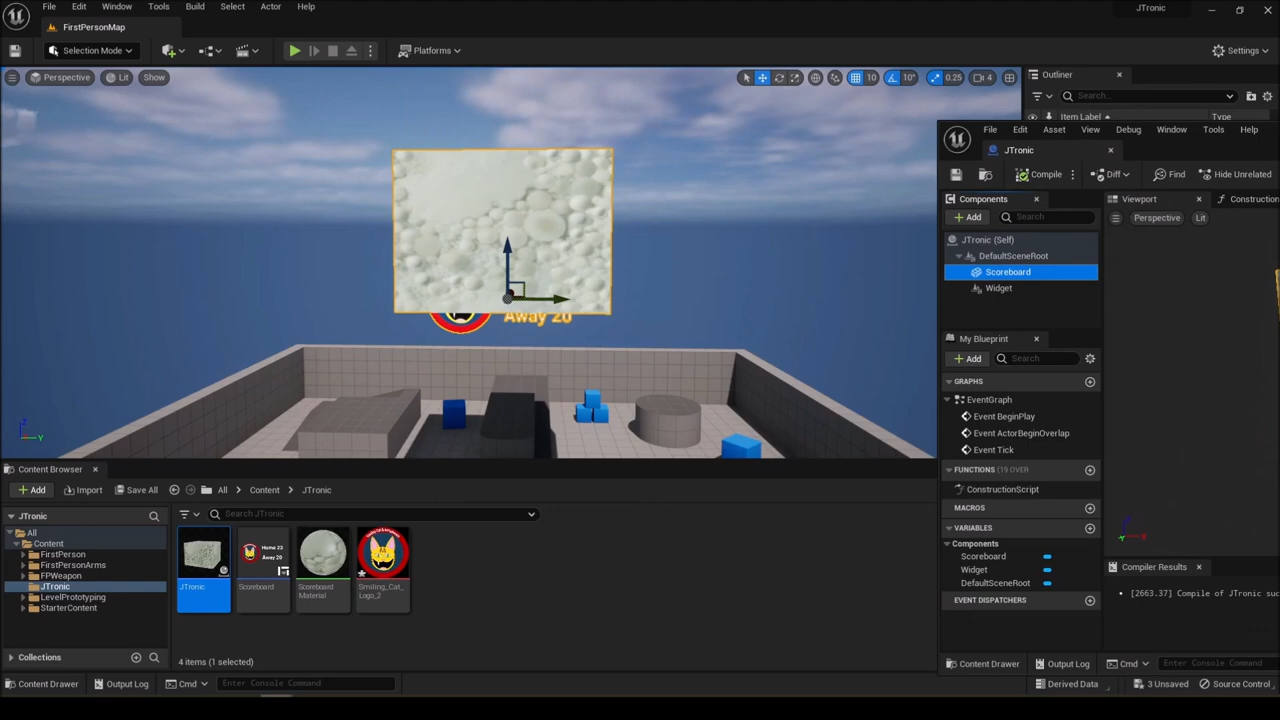 File Edit Window Tools Build Select Actor Help
JTronic
FirstPersonMap
Selection Mode
Platforms
Settings
Perspective Lit Show
10 10° 0.25 4
Outliner
Search...
Item Label Type
File Edit Asset View Debug Window Tools Help
JTronic
Compile Diff Find Hide Unrelated
Components
Viewport
Construction
Add Search
Perspective Lit
JTronic (Self)
DefaultSceneRoot
Scoreboard
Widget
Away 20
My Blueprint
Add Search
GRAPHS
EventGraph
Event BeginPlay
Event ActorBeginOverlap
Event Tick
FUNCTIONS (19 OVER
ConstructionScript
MACROS
VARIABLES
Components
Scoreboard
Widget
DefaultSceneRoot
EVENT DISPATCHERS
Compiler Results
[2663.37] Compile of JTronic suc
Content Drawer Output Log Cmd Enter Console Command
Content Browser
Add Import Save All All Content JTronic
JTronic
Search JTronic
All
Content
FirstPerson
FirstPersonArms
FPWeapon
JTronic
LevelPrototyping
StarterContent
Home 23
Away 20
JTronic
Scoreboard
Scoreboard
Material
Smiling_Cat_
Logo_2
Collections
4 items (1 selected)
Content Drawer Output Log Cmd Enter Console Command
Derived Data 3 Unsaved Source Control
Z
Y